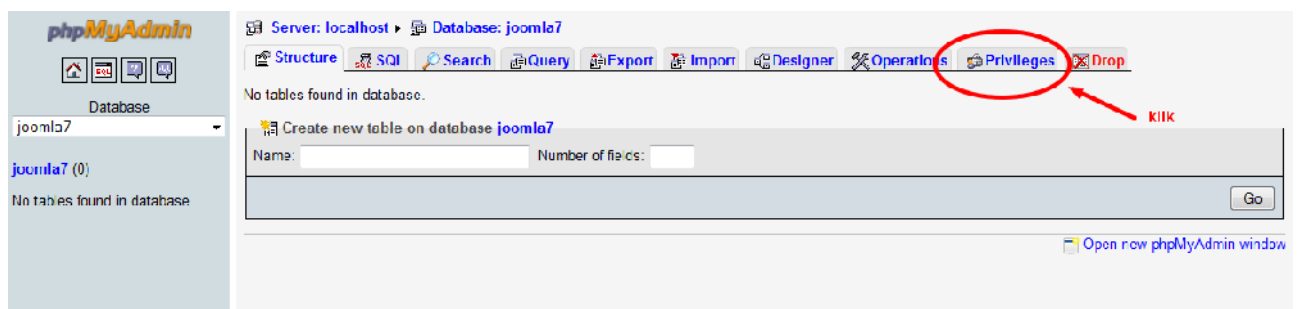 phpMyAdmin
Database
joomla7
joomla7 (0)
No tables found in database
Server: localhost Database: joomla7
Structure SQL Search Query Export Import Designer Operations Privileges Drop
No tables found in database.
Create new table on database joomla7
Name: Number of fields:
Go
Open new phpMyAdmin window
klik